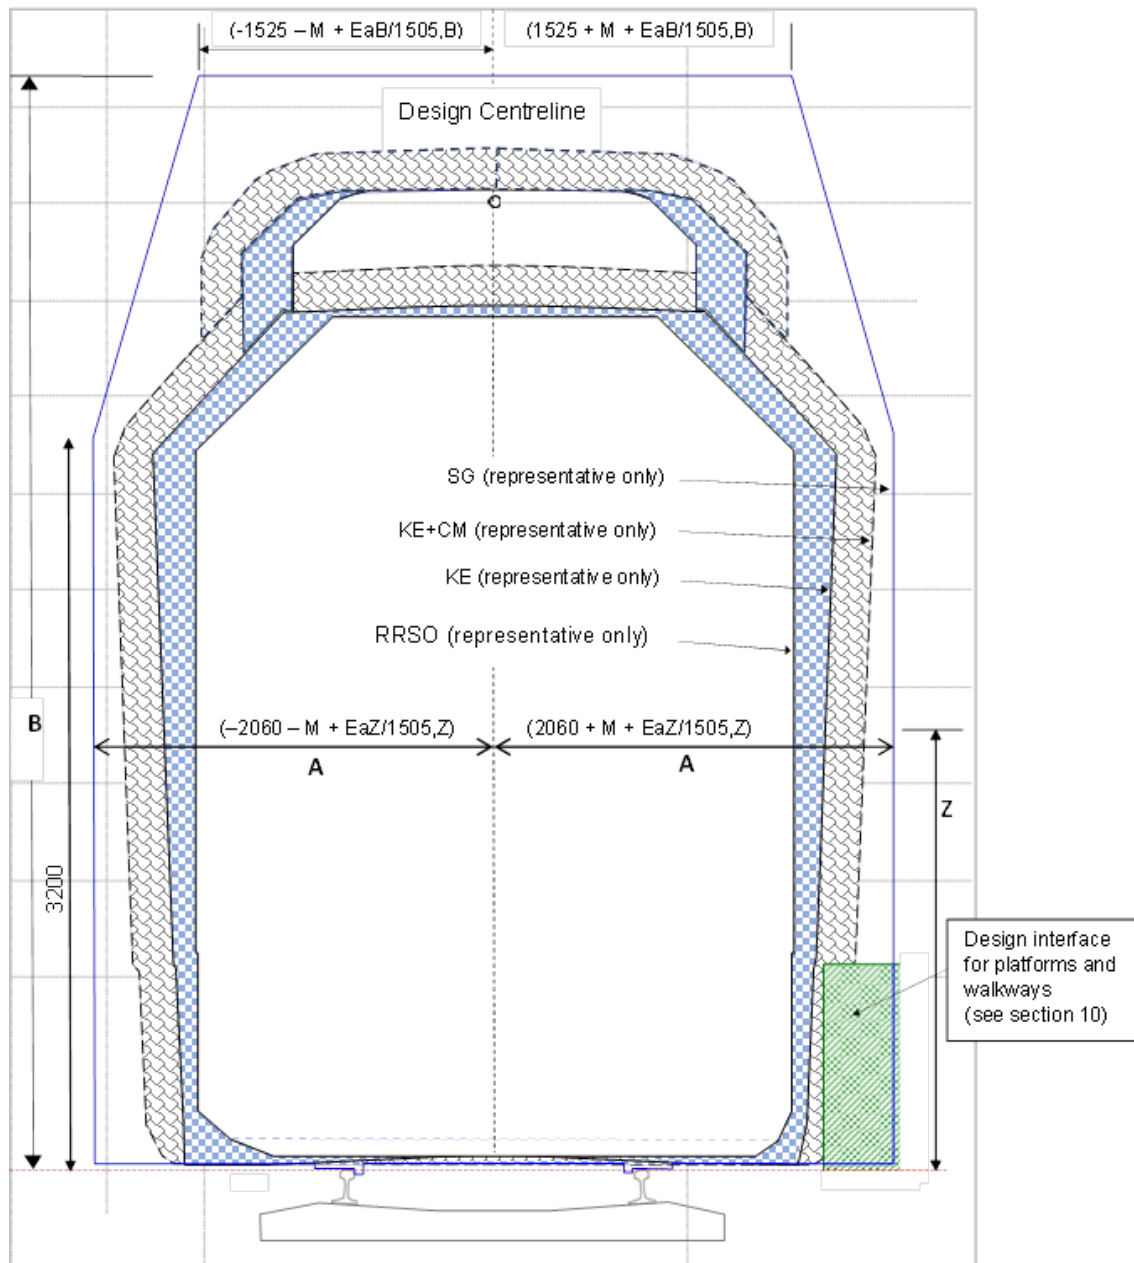 (-1525 – M + EaB/1505,B)
(1525 + M + EaB/1505,B)
Design Centreline
SG (representative only)
KE+CM (representative only)
KE (representative only)
RRSO (representative only)
(–2060 – M + EaZ/1505,Z)
(2060 + M + EaZ/1505,Z)
B
A
A
Z
3200
Design interface
for platforms and
walkways
(see section 10)